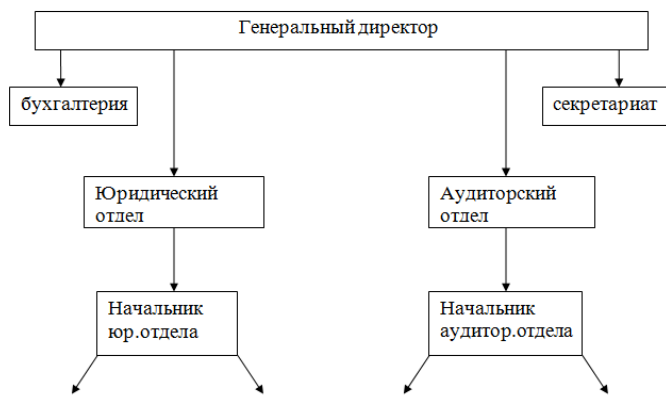 Генеральный директор
бухгалтерия
секретариат
Юридический
отдел
Аудиторский
отдел
Начальник
юр.отдела
Начальник
аудитор.отдела